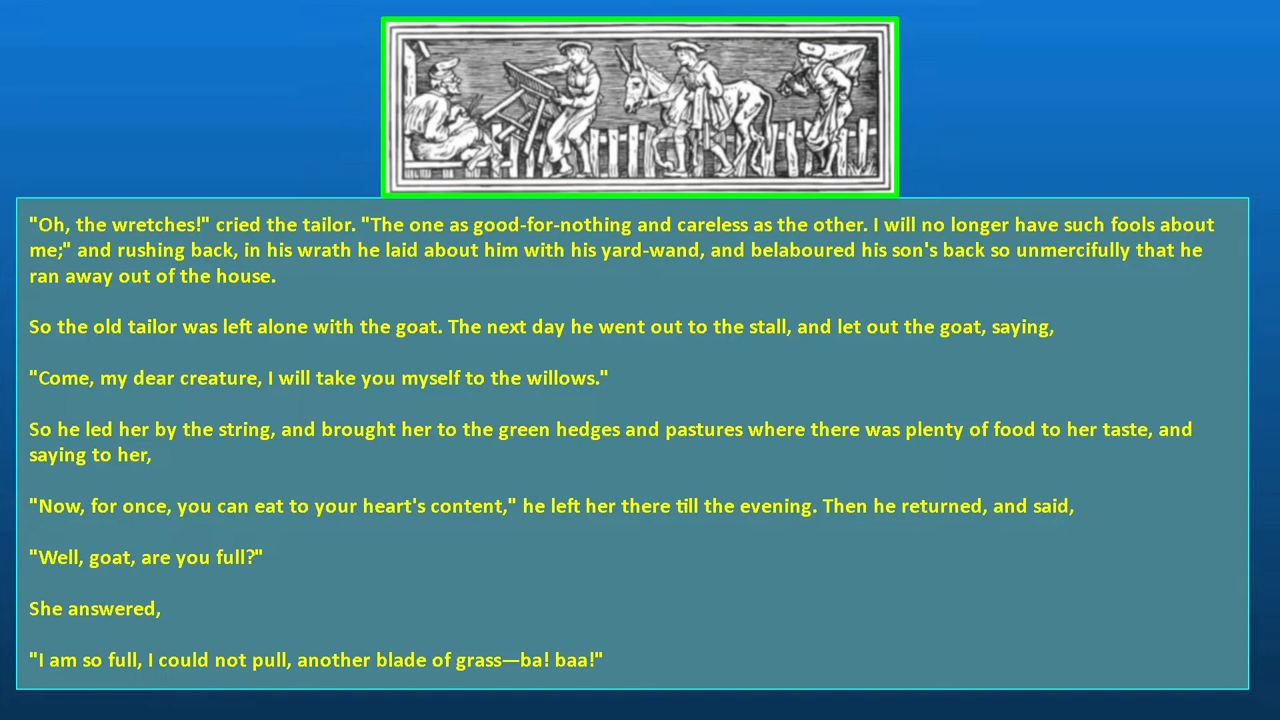 "Oh, the wretches!" cried the tailor. "The one as good-for-nothing and careless as the other. I will no longer have such fools about
me;" and rushing back, in his wrath he laid about him with his yard-wand, and belaboured his son's back so unmercifully that he
ran away out of the house.
So the old tailor was left alone with the goat. The next day he went out to the stall, and let out the goat, saying,
"Come, my dear creature, I will take you myself to the willows."
So he led her by the string, and brought her to the green hedges and pastures where there was plenty of food to her taste, and
saying to her,
"Now, for once, you can eat to your heart's content," he left her there till the evening. Then he returned, and said,
"Well, goat, are you full?"
She answered,
"I am so full, I could not pull, another blade of grass—ba! baa!"